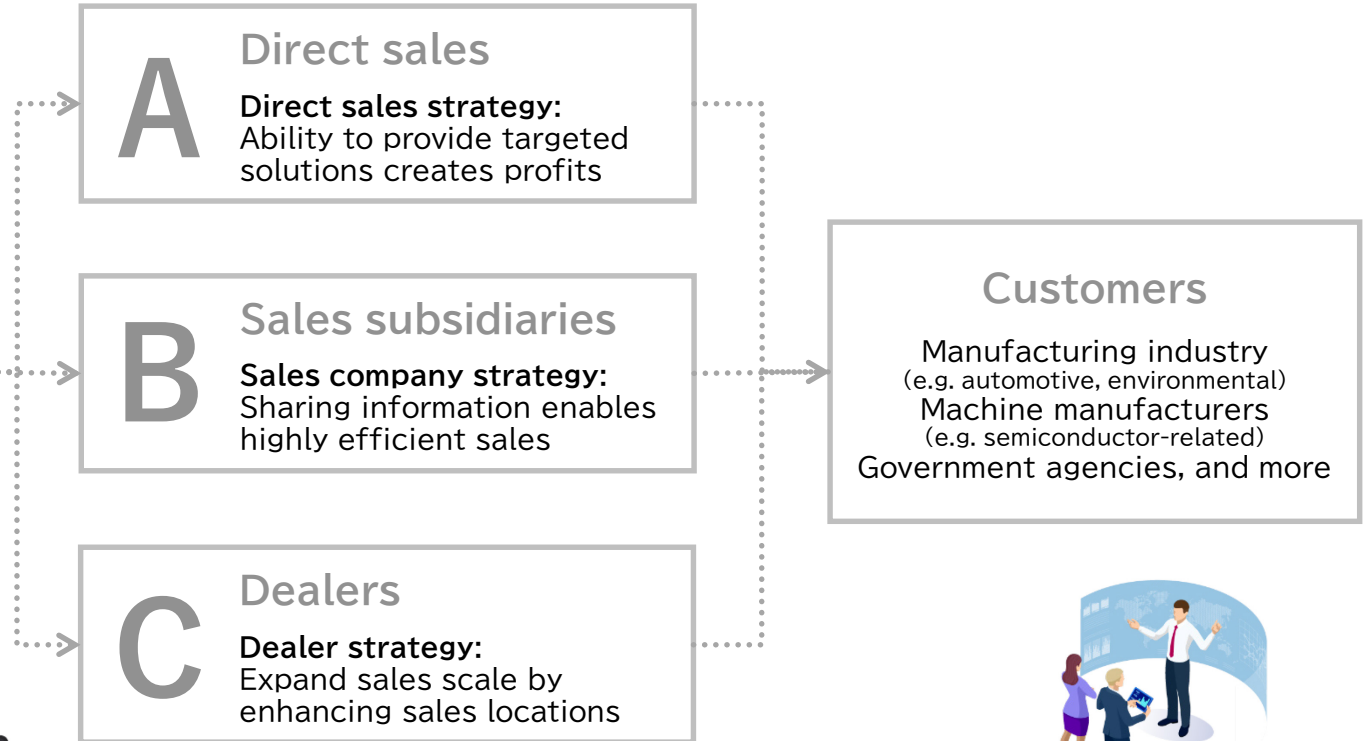 A
Direct sales
Direct sales strategy:
Ability to provide targeted
solutions creates profits
B
Sales subsidiaries
Sales company strategy:
Sharing information enables
highly efficient sales
C
Dealers
Dealer strategy:
Expand sales scale by
enhancing sales locations
Customers
Manufacturing industry
(e.g. automotive, environmental)
Machine manufacturers
(e.g. semiconductor-related)
Government agencies, and more